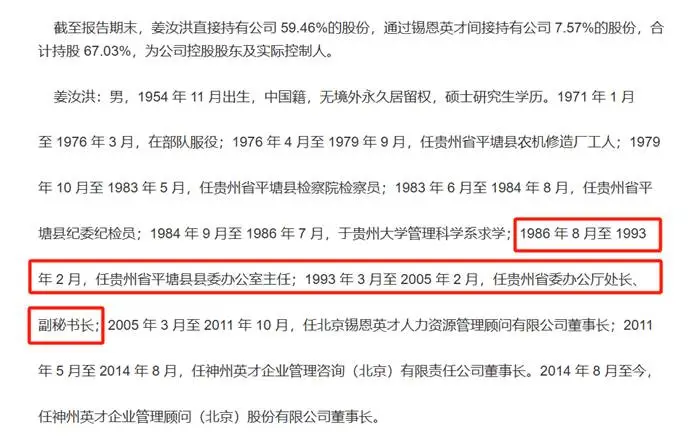 截至报告期末，姜汝洪直接持有公司 59.46%的股份，通过锡恩英才间接持有公司 7.57%的股份，合
计持股 67.03%，为公司控股股东及实际控制人。
姜汝洪：男，1954 年 11 月出生，中国籍，无境外永久居留权，硕士研究生学历。1971 年 1 月
至 1976 年 3 月，在部队服役；1976 年 4 月至 1979 年 9 月，任贵州省平塘县农机修造厂工人；1979
年 10 月至 1983 年 5 月，任贵州省平塘县检察院检察员；1983 年 6 月至 1984 年 8 月，任贵州省平
塘县纪委纪检员；1984 年 9 月至 1986 年 7 月，于贵州大学管理科学系求学；1986 年 8 月至 1993
年 2 月，任贵州省平塘县县委办公室主任；1993 年 3 月至 2005 年 2 月，任贵州省委办公厅处长、
副秘书长；2005 年 3 月至 2011 年 10 月，任北京锡恩英才人力资源管理顾问有限公司董事长；2011
年 5 月至 2014 年 8 月，任神州英才企业管理咨询（北京）有限责任公司董事长。2014 年 8 月至今，
任神州英才企业管理顾问（北京）股份有限公司董事长。